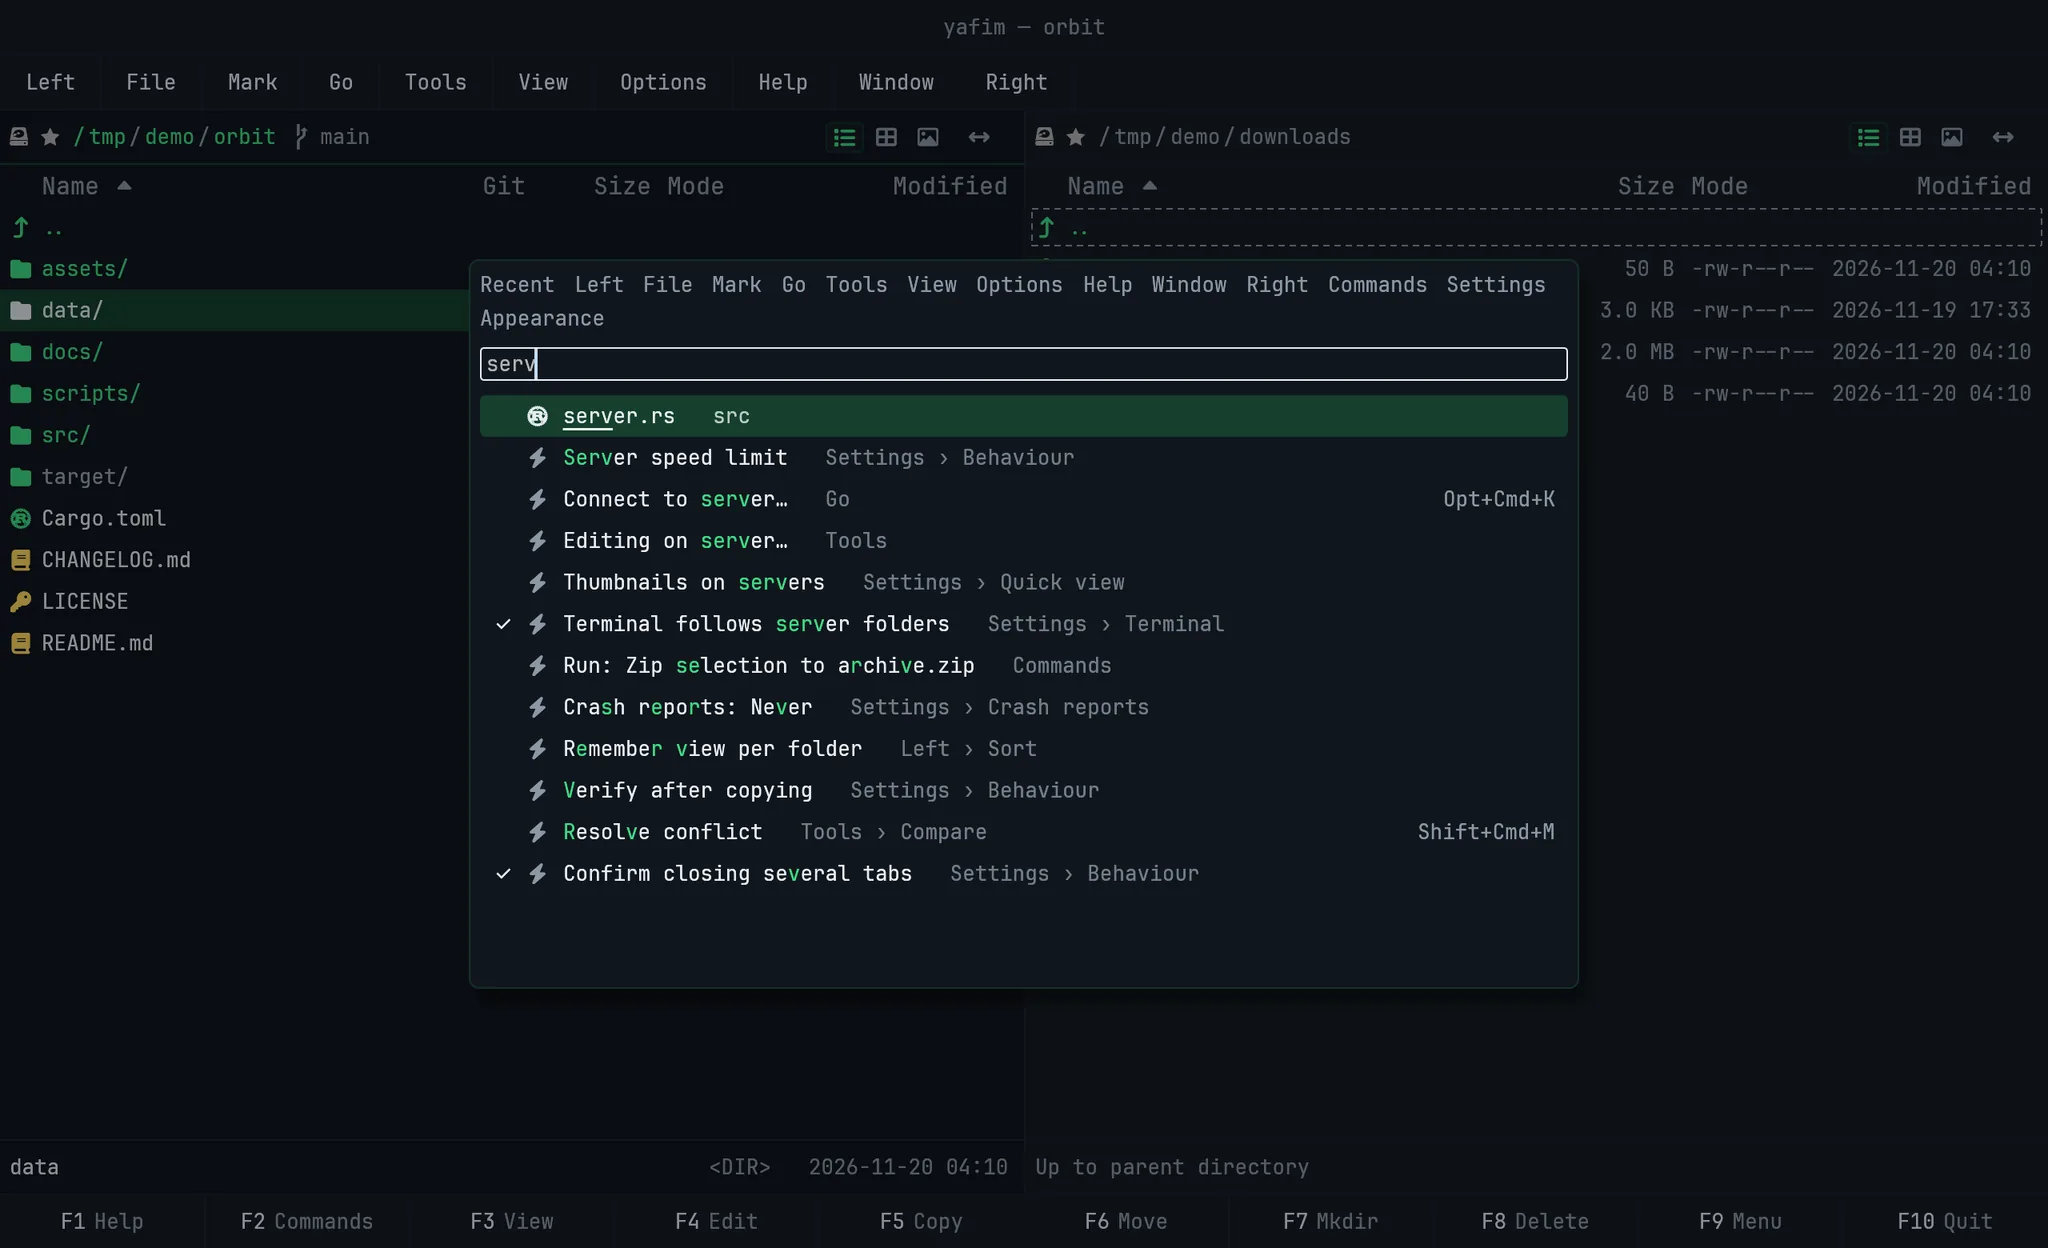 yafim — orbit
Left File Mark Go Tools View Options Help Window Right
/tmp/demo/orbit main
/tmp/demo/downloads
Name Git Size Mode Modified
Name Size Mode Modified
..
..
assets/
50 B -rw-r--r-- 2026-11-20 04:10
data/
3.0 KB -rw-r--r-- 2026-11-19 17:33
docs/
2.0 MB -rw-r--r-- 2026-11-20 04:10
scripts/
40 B -rw-r--r-- 2026-11-20 04:10
src/
target/
Cargo.toml
CHANGELOG.md
LICENSE
README.md
Recent Left File Mark Go Tools View Options Help Window Right Commands Settings
Appearance
serv
server.rs src
Server speed limit Settings › Behaviour
Connect to server… Go Opt+Cmd+K
Editing on server… Tools
Thumbnails on servers Settings › Quick view
Terminal follows server folders Settings › Terminal
Run: Zip selection to archive.zip Commands
Crash reports: Never Settings › Crash reports
Remember view per folder Left › Sort
Verify after copying Settings › Behaviour
Resolve conflict Tools › Compare Shift+Cmd+M
Confirm closing several tabs Settings › Behaviour
data <DIR> 2026-11-20 04:10
Up to parent directory
F1 Help F2 Commands F3 View F4 Edit F5 Copy F6 Move F7 Mkdir F8 Delete F9 Menu F10 Quit